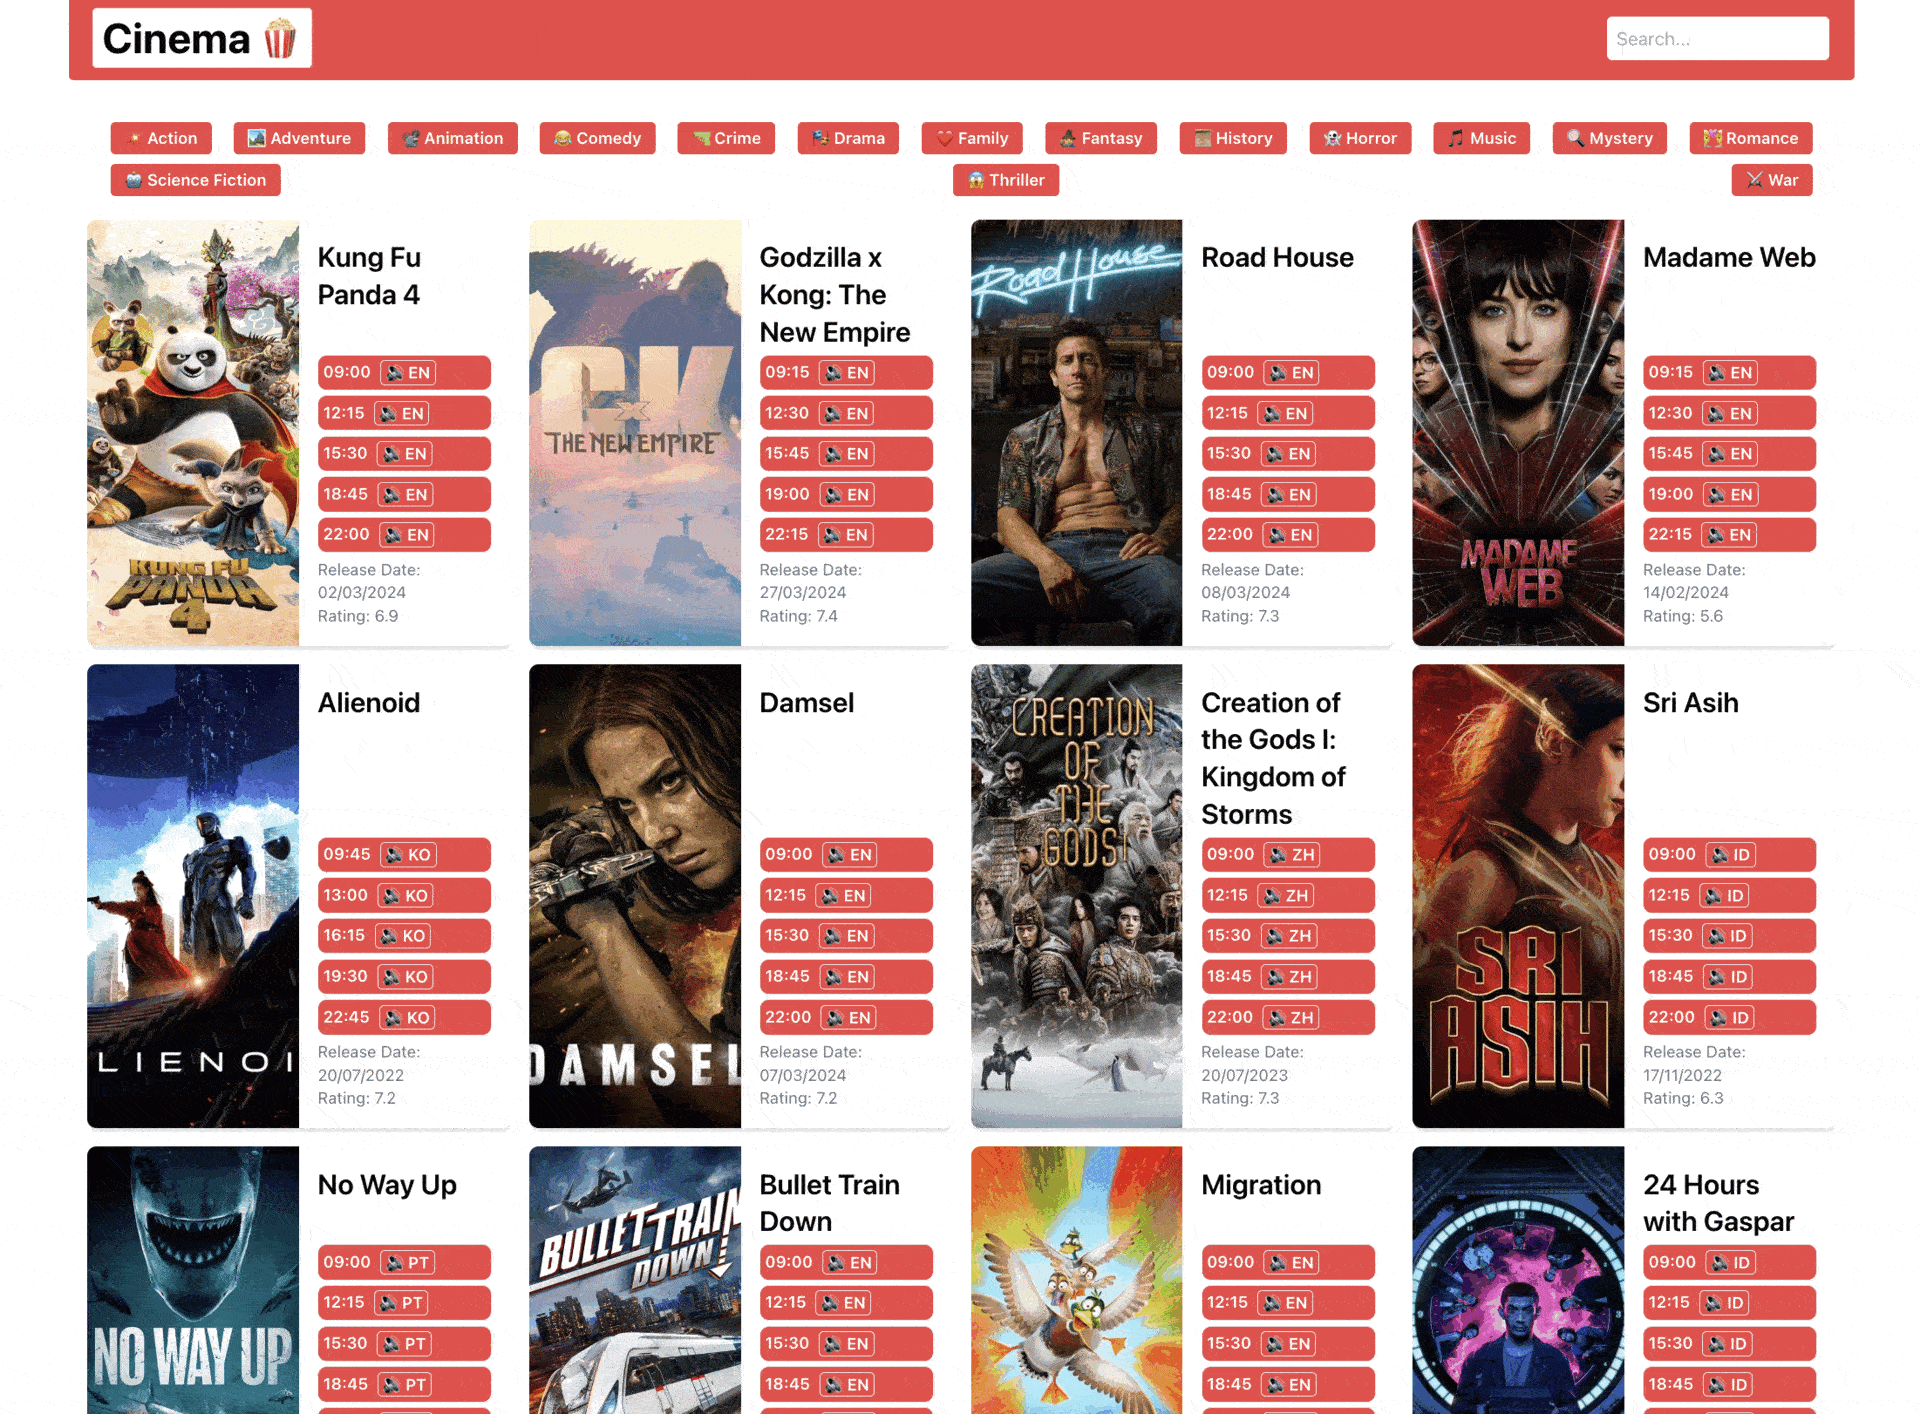 Cinema 🍿
Search...
Action
Adventure
Animation
Comedy
Crime
Drama
Family
Fantasy
History
Horror
Music
Mystery
Romance
Science Fiction
Thriller
War
KUNG FU
PANDA
4
Kung Fu
Panda 4
09:00 EN
12:15 EN
15:30 EN
18:45 EN
22:00 EN
Release Date:
02/03/2024
Rating: 6.9
GXK
THE NEW EMPIRE
Godzilla x
Kong: The
New Empire
09:15 EN
12:30 EN
15:45 EN
19:00 EN
22:15 EN
Release Date:
27/03/2024
Rating: 7.4
Road House
Road House
09:00 EN
12:15 EN
15:30 EN
18:45 EN
22:00 EN
Release Date:
08/03/2024
Rating: 7.3
MADAME
WEB
Madame Web
09:15 EN
12:30 EN
15:45 EN
19:00 EN
22:15 EN
Release Date:
14/02/2024
Rating: 5.6
LIENOI
Alienoid
09:45 KO
13:00 KO
16:15 KO
19:30 KO
22:45 KO
Release Date:
20/07/2022
Rating: 7.2
DAMSEL
Damsel
09:00 EN
12:15 EN
15:30 EN
18:45 EN
22:00 EN
Release Date:
07/03/2024
Rating: 7.2
CREATION
OF
THE
GODS I
Creation of
the Gods I:
Kingdom of
Storms
09:00 ZH
12:15 ZH
15:30 ZH
18:45 ZH
22:00 ZH
Release Date:
20/07/2023
Rating: 7.3
SRI
ASIH
Sri Asih
09:00 ID
12:15 ID
15:30 ID
18:45 ID
22:00 ID
Release Date:
17/11/2022
Rating: 6.3
NO WAY UP
No Way Up
09:00 PT
12:15 PT
15:30 PT
18:45 PT
BULLET TRAIN
DOWN!
Bullet Train
Down
09:00 EN
12:15 EN
15:30 EN
18:45 EN
Migration
09:00 EN
12:15 EN
15:30 EN
18:45 EN
12
24 Hours
with Gaspar
09:00 ID
12:15 ID
15:30 ID
18:45 ID